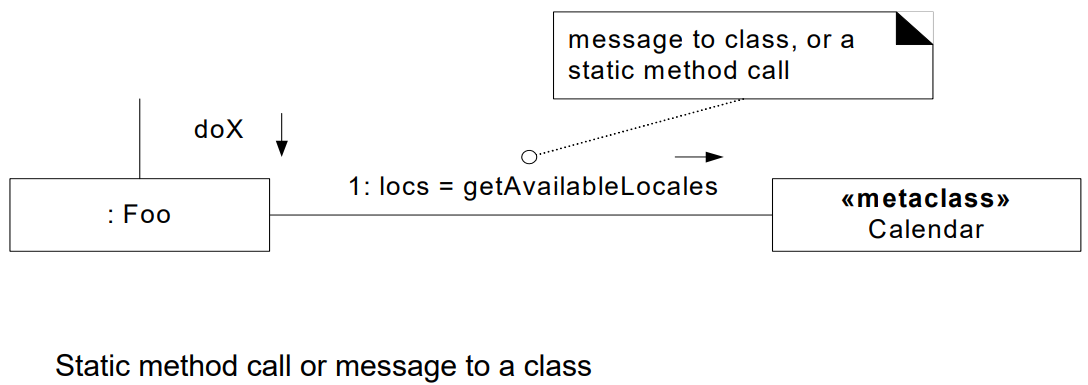 message to class, or a
static method call
doX
1: locs = getAvailableLocales
: Foo
«metaclass»
Calendar
Static method call or message to a class